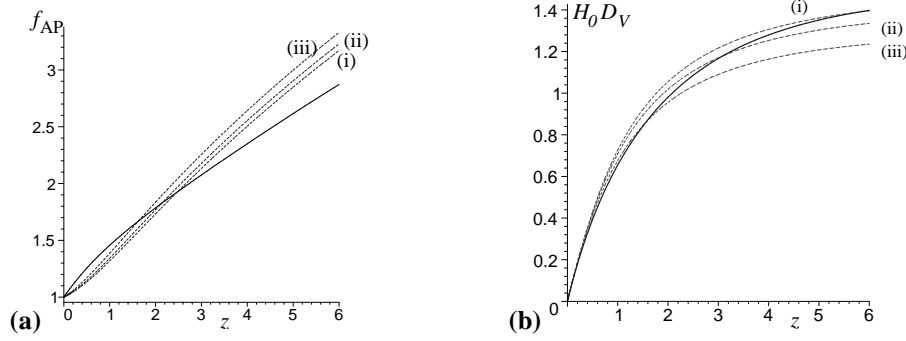 f_AP
(iii)
(ii)
(i)
3
2.5
2
1.5
1
0 1 2 3 4 5 6
z
(a)
H_0 D_V
(i)
(ii)
(iii)
1.4
1.2
1
0.8
0.6
0.4
0.2
0
1 2 3 4 5 6
z
(b)